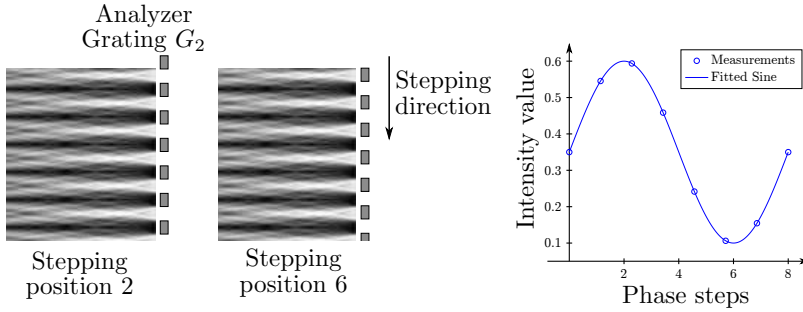 Analyzer
Grating G₂
Stepping
direction
Stepping
position 2
Stepping
position 6
Intensity value
0.6
0.5
0.4
0.3
0.2
0.1
2
4
6
8
Phase steps
Measurements
Fitted Sine